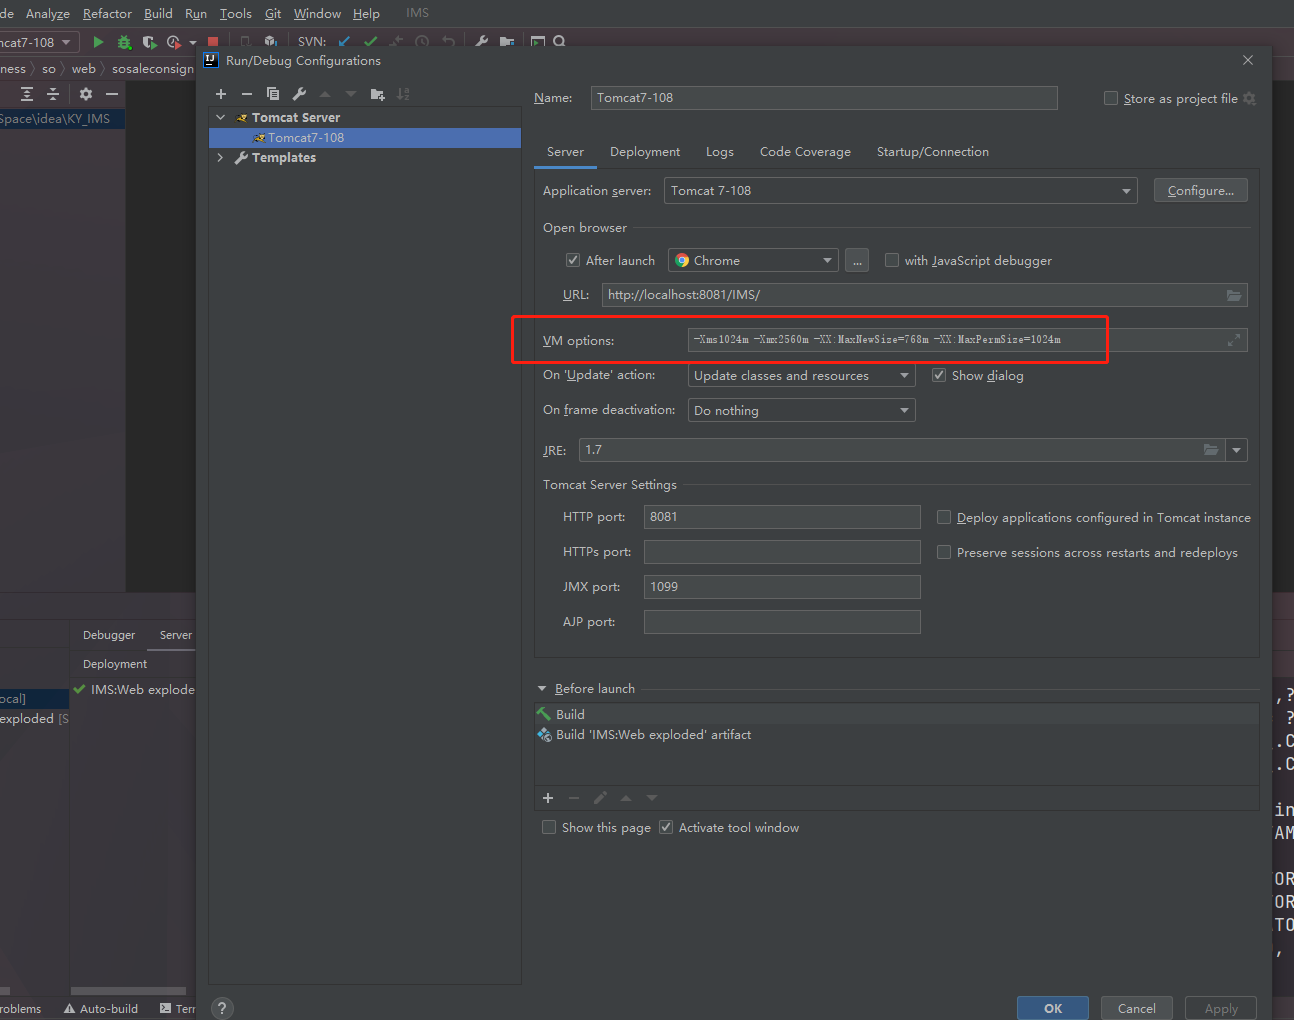 de Analyze Refactor Build Run Tools Git Window Help IMS
mcat7-108 SVN:
ness so web sosaleconsign
Run/Debug Configurations
Space\idea\KY_IMS
Tomcat Server
Tomcat7-108
Templates
Name: Tomcat7-108 Store as project file
Server Deployment Logs Code Coverage Startup/Connection
Application server: Tomcat 7-108 Configure...
Open browser
After launch Chrome ... with JavaScript debugger
URL: http://localhost:8081/IMS/
VM options: -Xms1024m -Xmx2560m -XX:MaxNewSize=768m -XX:MaxPermSize=1024m
On 'Update' action: Update classes and resources Show dialog
On frame deactivation: Do nothing
JRE: 1.7
Tomcat Server Settings
HTTP port: 8081 Deploy applications configured in Tomcat instance
HTTPs port: Preserve sessions across restarts and redeploys
JMX port: 1099
AJP port:
Debugger Server
Deployment
ocal] IMS:Web explode
exploded [S
Before launch
Build
Build 'IMS:Web exploded' artifact
Show this page Activate tool window
,?
?
.C
.C
in
AM
OR
OR
TO
,
roblems Auto-build Terr
? OK Cancel Apply